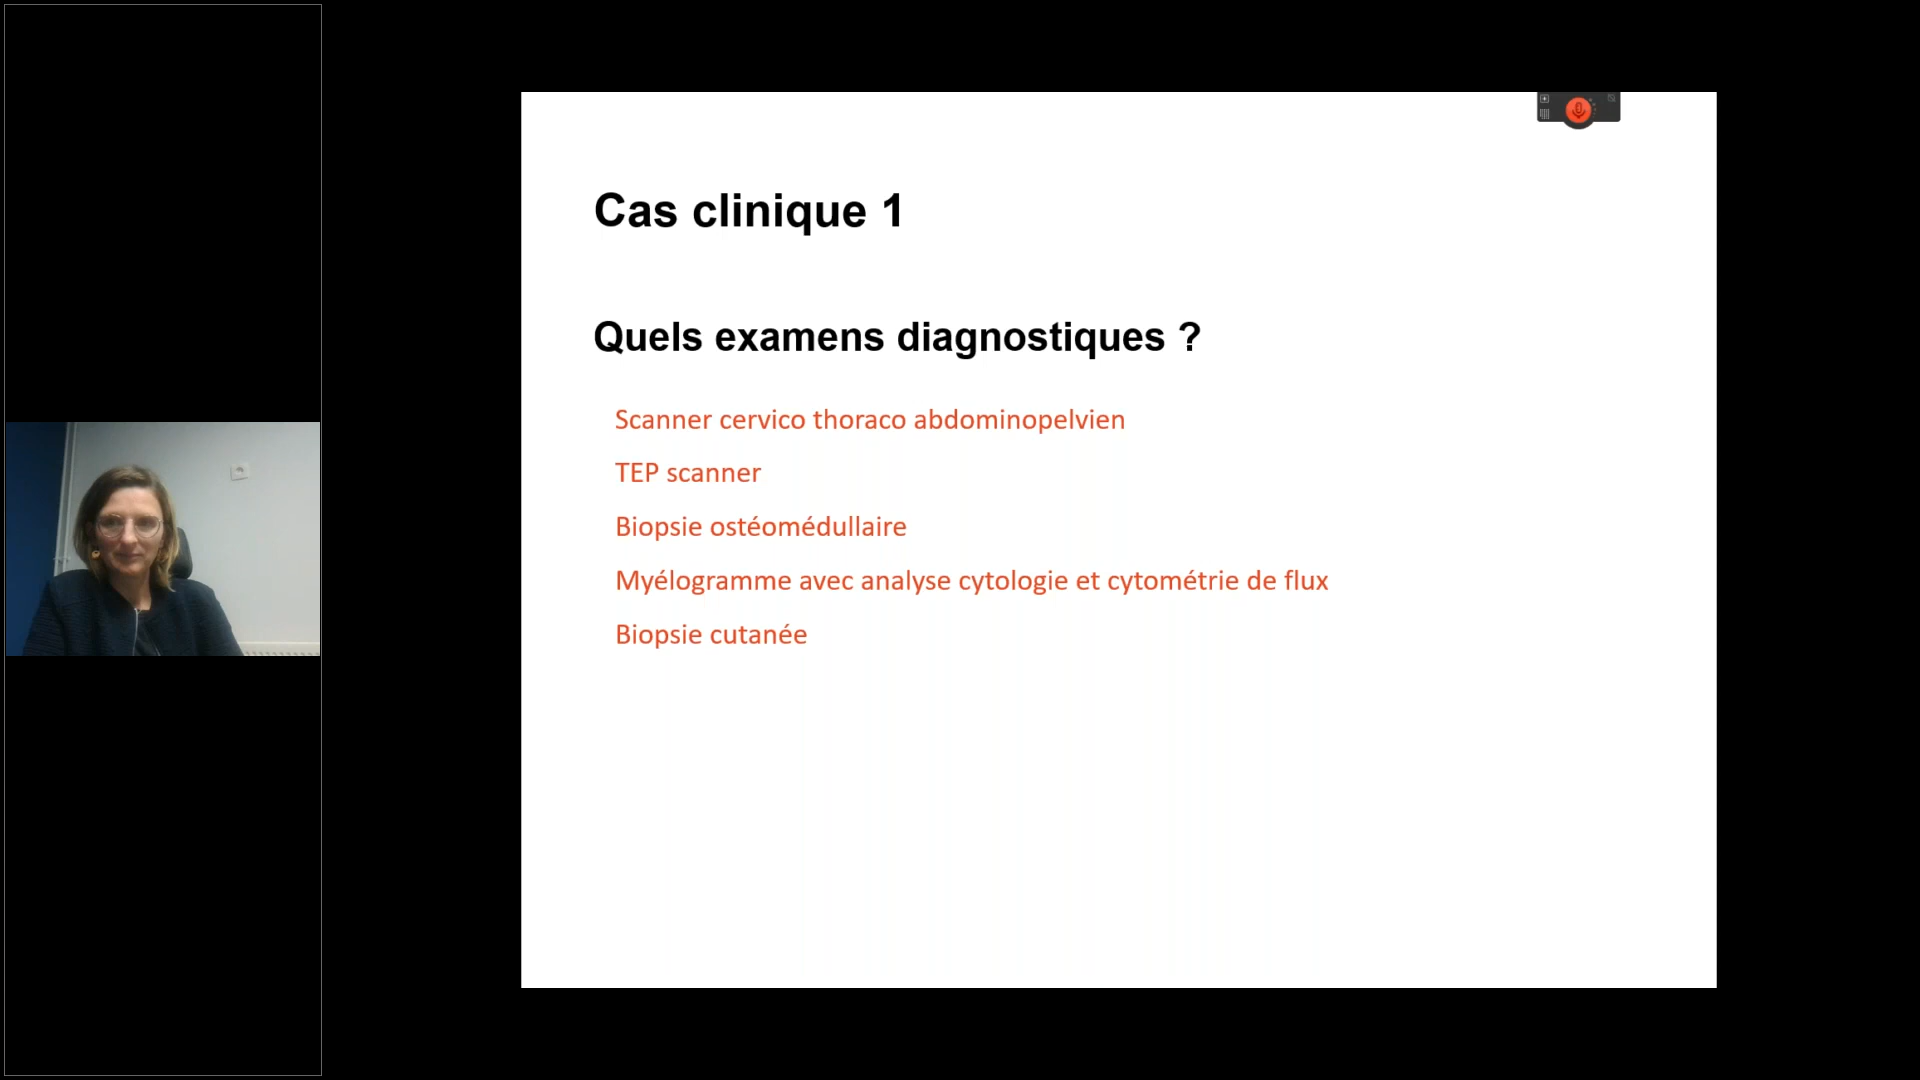 Cas clinique 1
Quels examens diagnostiques ?
Scanner cervico thoraco abdominopelvien
TEP scanner
Biopsie ostéomédullaire
Myélogramme avec analyse cytologie et cytométrie de flux
Biopsie cutanée